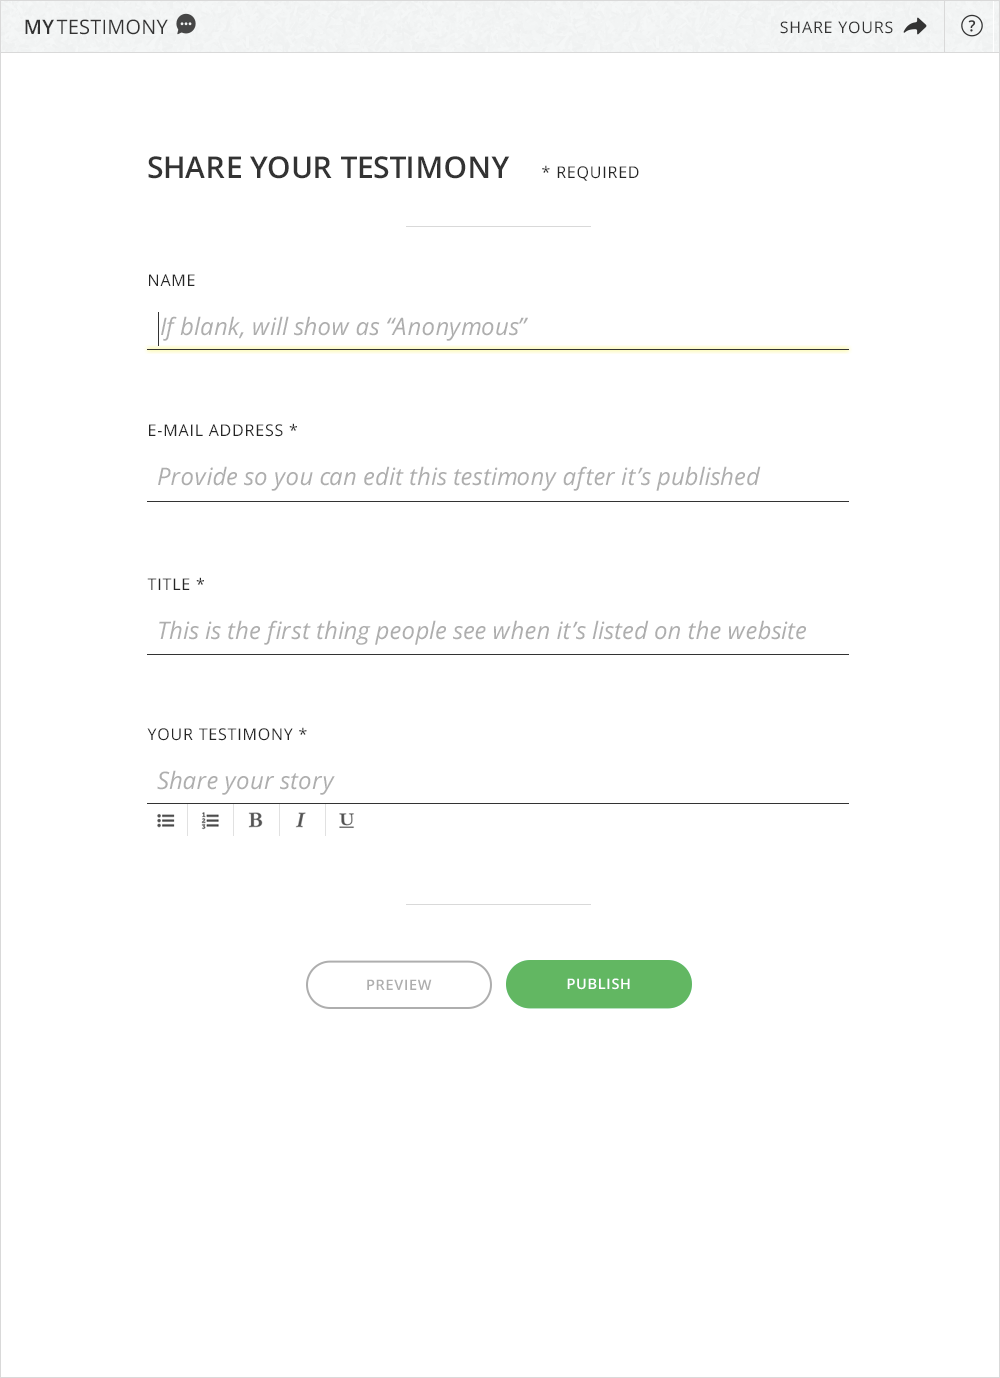 MY TESTIMONY
SHARE YOURS
?
SHARE YOUR TESTIMONY * REQUIRED
NAME
If blank, will show as “Anonymous”
E-MAIL ADDRESS *
Provide so you can edit this testimony after it’s published
TITLE *
This is the first thing people see when it’s listed on the website
YOUR TESTIMONY *
Share your story
B I U
PREVIEW PUBLISH